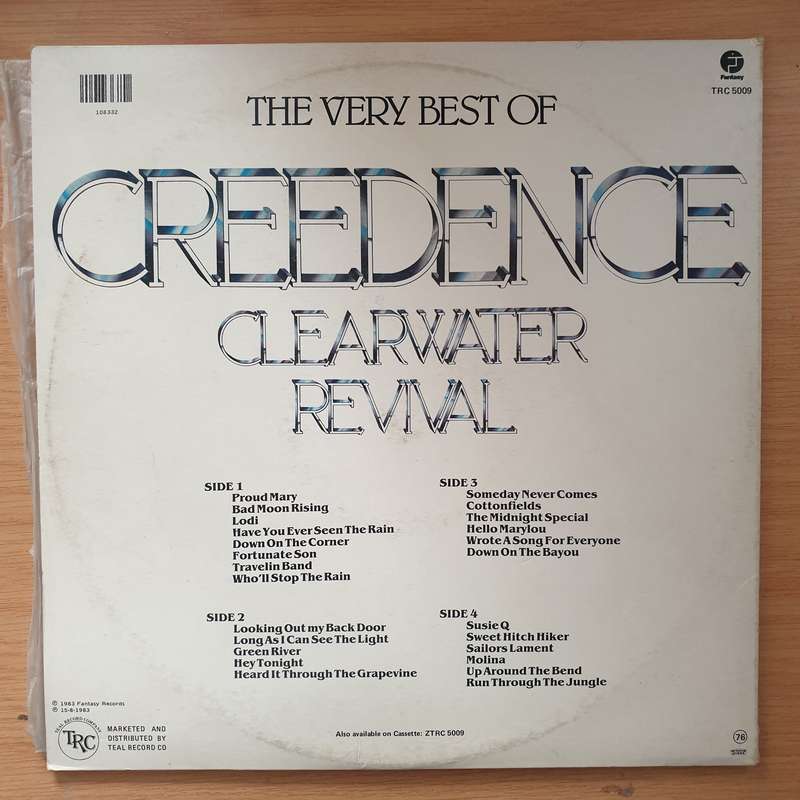 Fantasy
TRC 5009
108332
THE VERY BEST OF
CREEDENCE
CLEARWATER
REVIVAL
SIDE 1
Proud Mary
Bad Moon Rising
Lodi
Have You Ever Seen The Rain
Down On The Corner
Fortunate Son
Travelin Band
Who'll Stop The Rain
SIDE 2
Looking Out my Back Door
Long As I Can See The Light
Green River
Hey Tonight
Heard It Through The Grapevine
SIDE 3
Someday Never Comes
Cottonfields
The Midnight Special
Hello Marylou
Wrote A Song For Everyone
Down On The Bayou
SIDE 4
Susie Q
Sweet Hitch Hiker
Sailors Lament
Molina
Up Around The Bend
Run Through The Jungle
℗ 1983 Fantasy Records
℗ 15-8-1983
TEAL RECORD COMPANY
TRC
MARKETED AND
DISTRIBUTED BY
TEAL RECORD CO
Also available on Cassette: ZTRC 5009
76